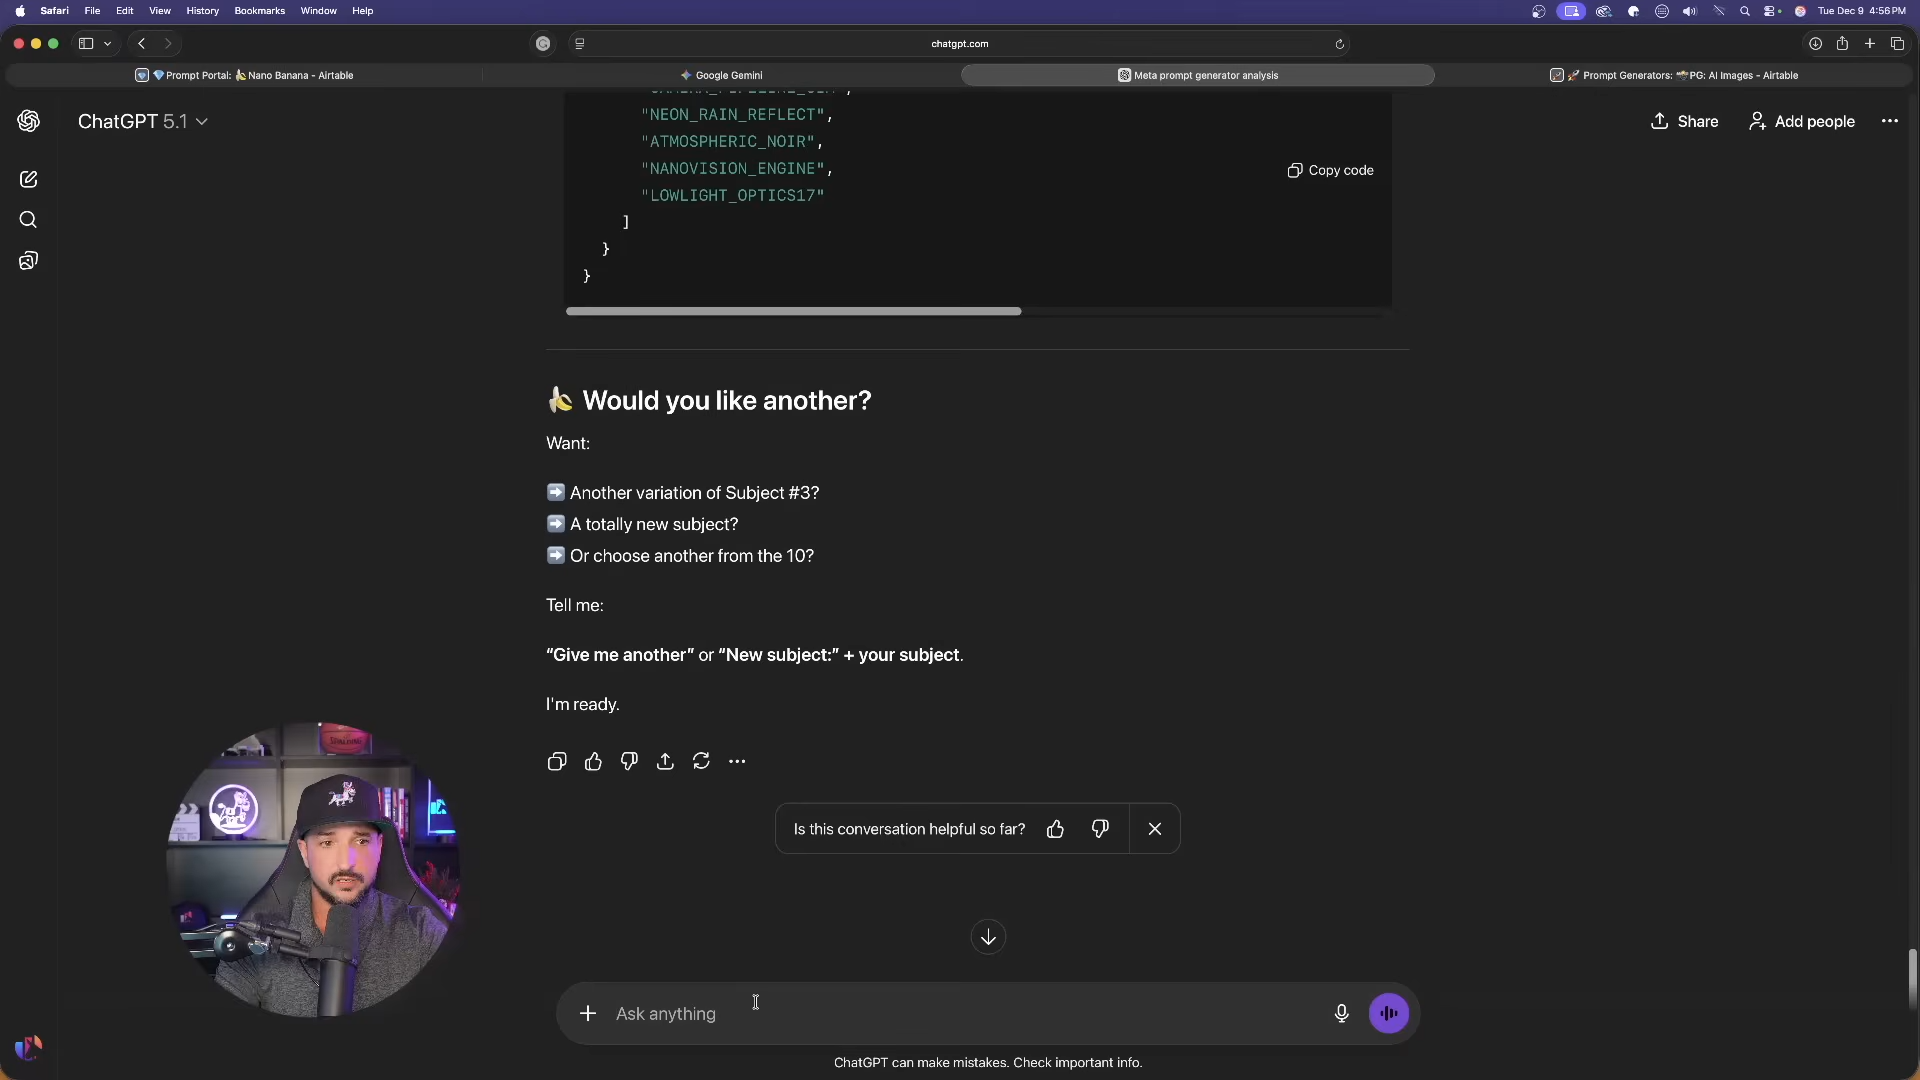 Safari File Edit View History Bookmarks Window Help Tue Dec 9 4:56 PM
chatgpt.com
Prompt Portal: Nano Banana - Airtable Google Gemini Meta prompt generator analysis Prompt Generators: PG: AI Images - Airtable
ChatGPT 5.1 Share Add people
"NEON_RAIN_REFLECT",
"ATMOSPHERIC_NOIR",
"NANOVISION_ENGINE",
Copy code
"LOWLIGHT_OPTICS17"
]
}
}
Would you like another?
Want:
Another variation of Subject #3?
A totally new subject?
Or choose another from the 10?
Tell me:
“Give me another” or “New subject:” + your subject.
I'm ready.
SPALDING
Is this conversation helpful so far?
Ask anything
ChatGPT can make mistakes. Check important info.